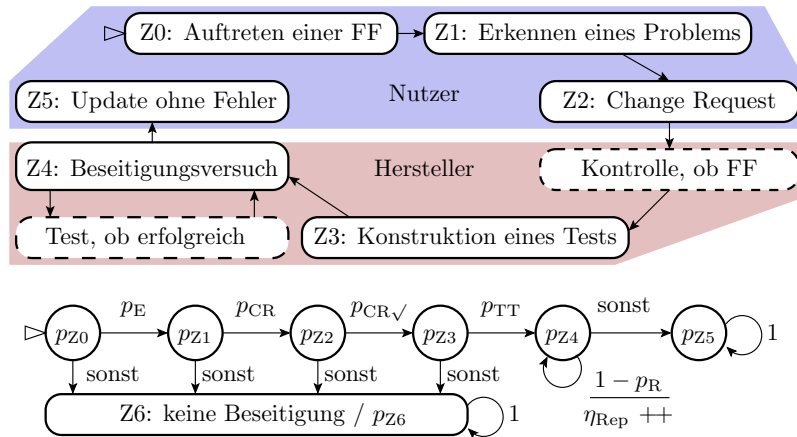 Z0: Auftreten einer FF
Z1: Erkennen eines Problems
Z5: Update ohne Fehler
Nutzer
Z2: Change Request
Z4: Beseitigungsversuch
Hersteller
Kontrolle, ob FF
Test, ob erfolgreich
Z3: Konstruktion eines Tests
p_E p_CR p_CR√ p_TT sonst
p_Z0 p_Z1 p_Z2 p_Z3 p_Z4 p_Z5 1
sonst sonst sonst sonst
1 − p_R
Z6: keine Beseitigung / p_Z6 1
η_Rep ++